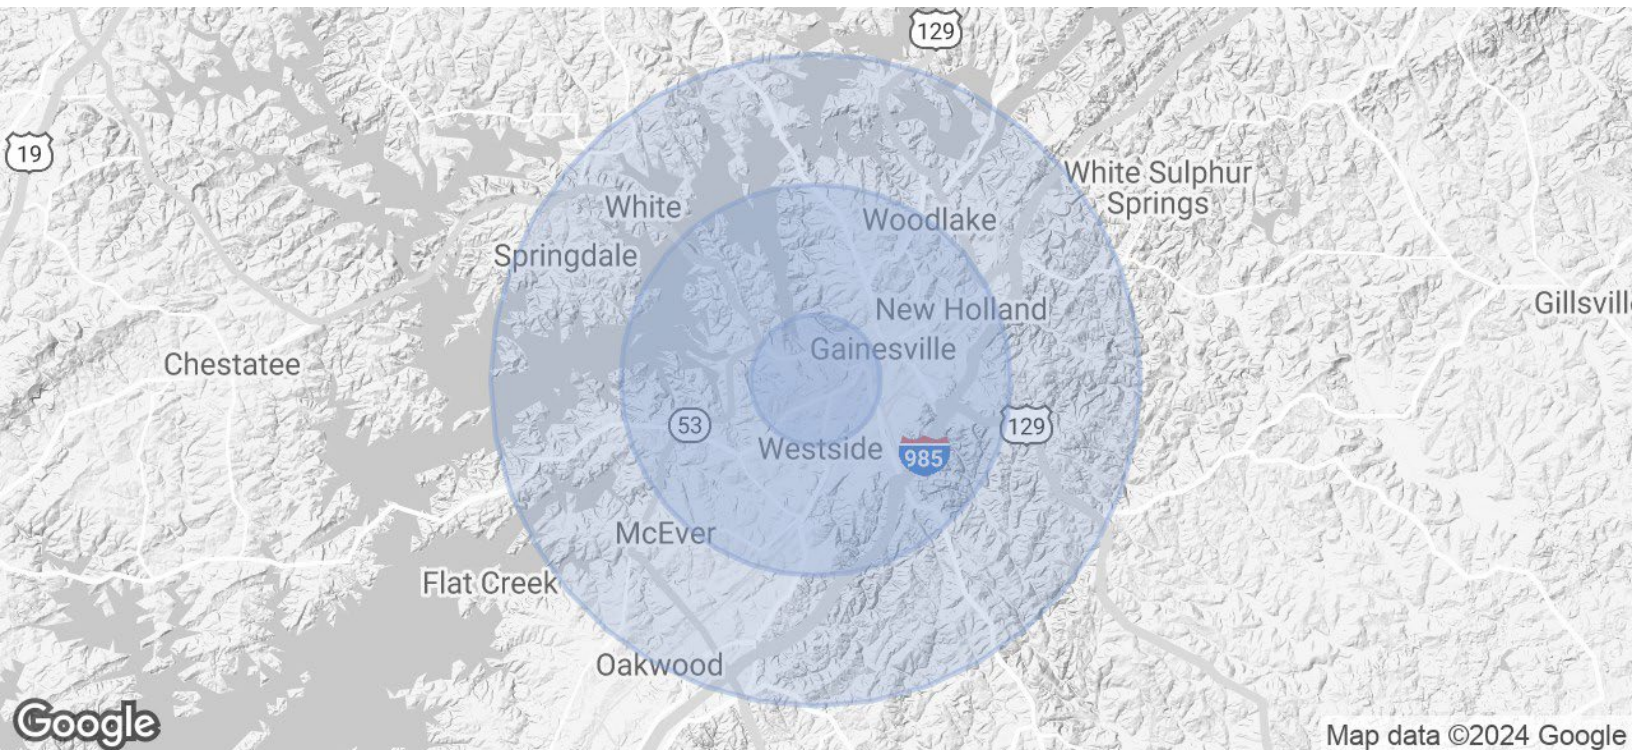 129
19
White Sulphur
Springs
White
Woodlake
Springdale
Gillsville
New Holland
Gainesville
Chestatee
53
129
Westside
985
McEver
Flat Creek
Oakwood
Google
Map data ©2024 Google